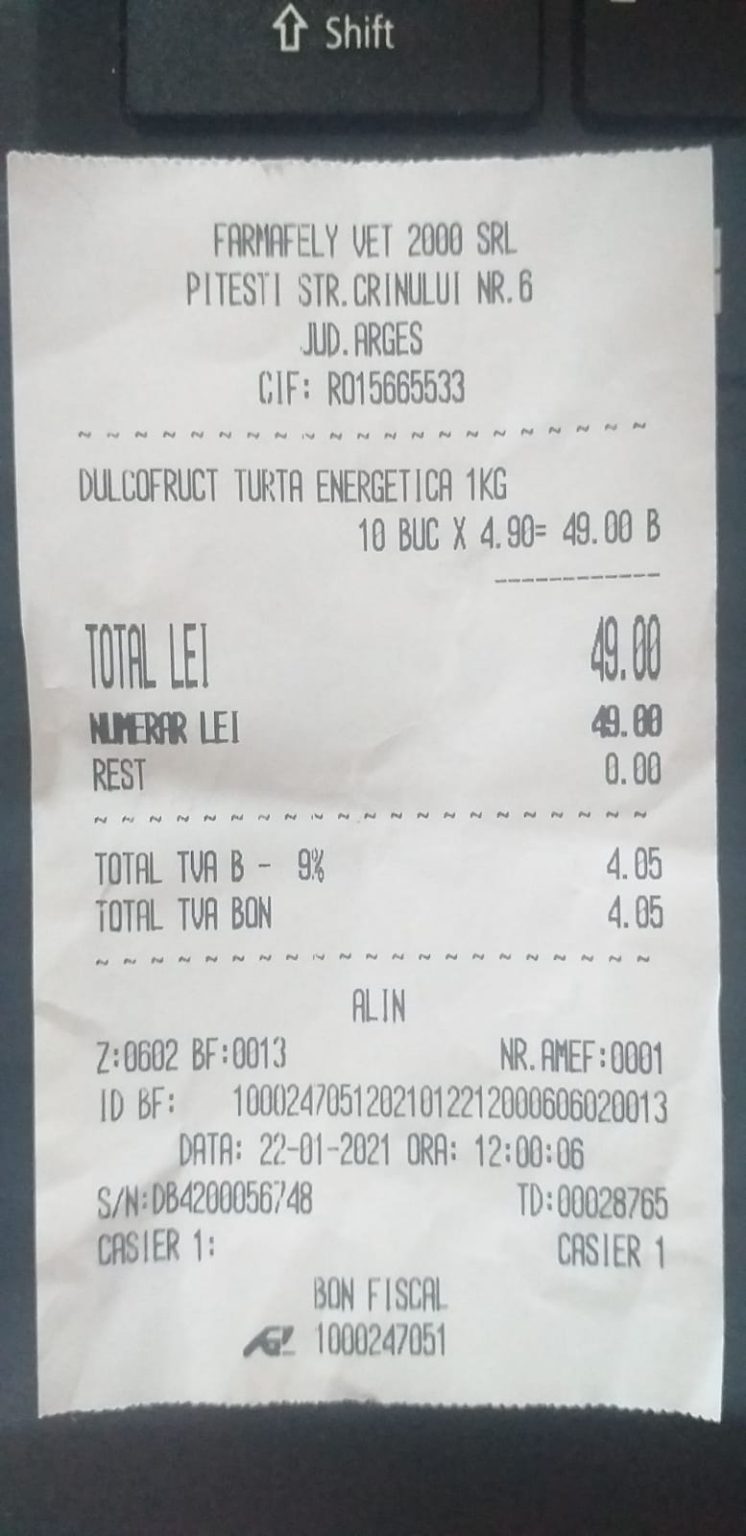 Shift
FARMAFELY VET 2000 SRL
PITESTI STR.CRINULUI NR.6
JUD.ARGES
CIF: RO15665533
~ ~ ~ ~ ~ ~ ~ ~ ~ ~ ~ ~ ~ ~ ~ ~ ~ ~ ~ ~ ~
DULCOFRUCT TURTA ENERGETICA 1KG
10 BUC X 4.90= 49.00 B
------------
TOTAL LEI 49.00
NUMERAR LEI 49.00
REST 0.00
~ ~ ~ ~ ~ ~ ~ ~ ~ ~ ~ ~ ~ ~ ~ ~ ~ ~ ~ ~ ~
TOTAL TVA B - 9% 4.05
TOTAL TVA BON 4.05
~ ~ ~ ~ ~ ~ ~ ~ ~ ~ ~ ~ ~ ~ ~ ~ ~ ~ ~ ~ ~
ALIN
Z:0602 BF:0013 NR.AMEF:0001
ID BF: 10002470512021012212000606020013
DATA: 22-01-2021 ORA: 12:00:06
S/N:DB4200056748 TD:00028765
CASIER 1: CASIER 1
BON FISCAL
1000247051